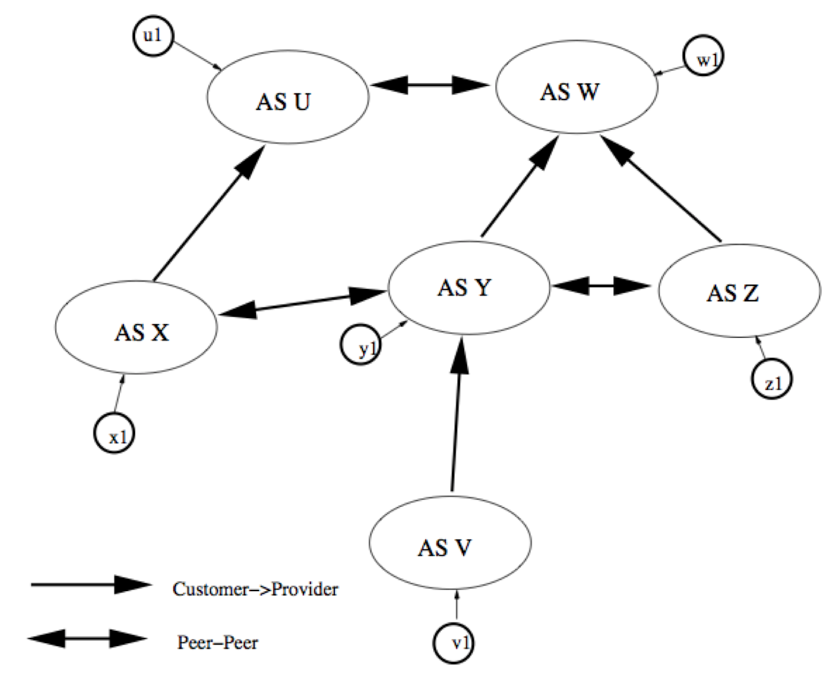 u1
w1
AS U
AS W
AS Y
AS Z
AS X
y1
z1
x1
AS V
Customer–>Provider
Peer–Peer
v1